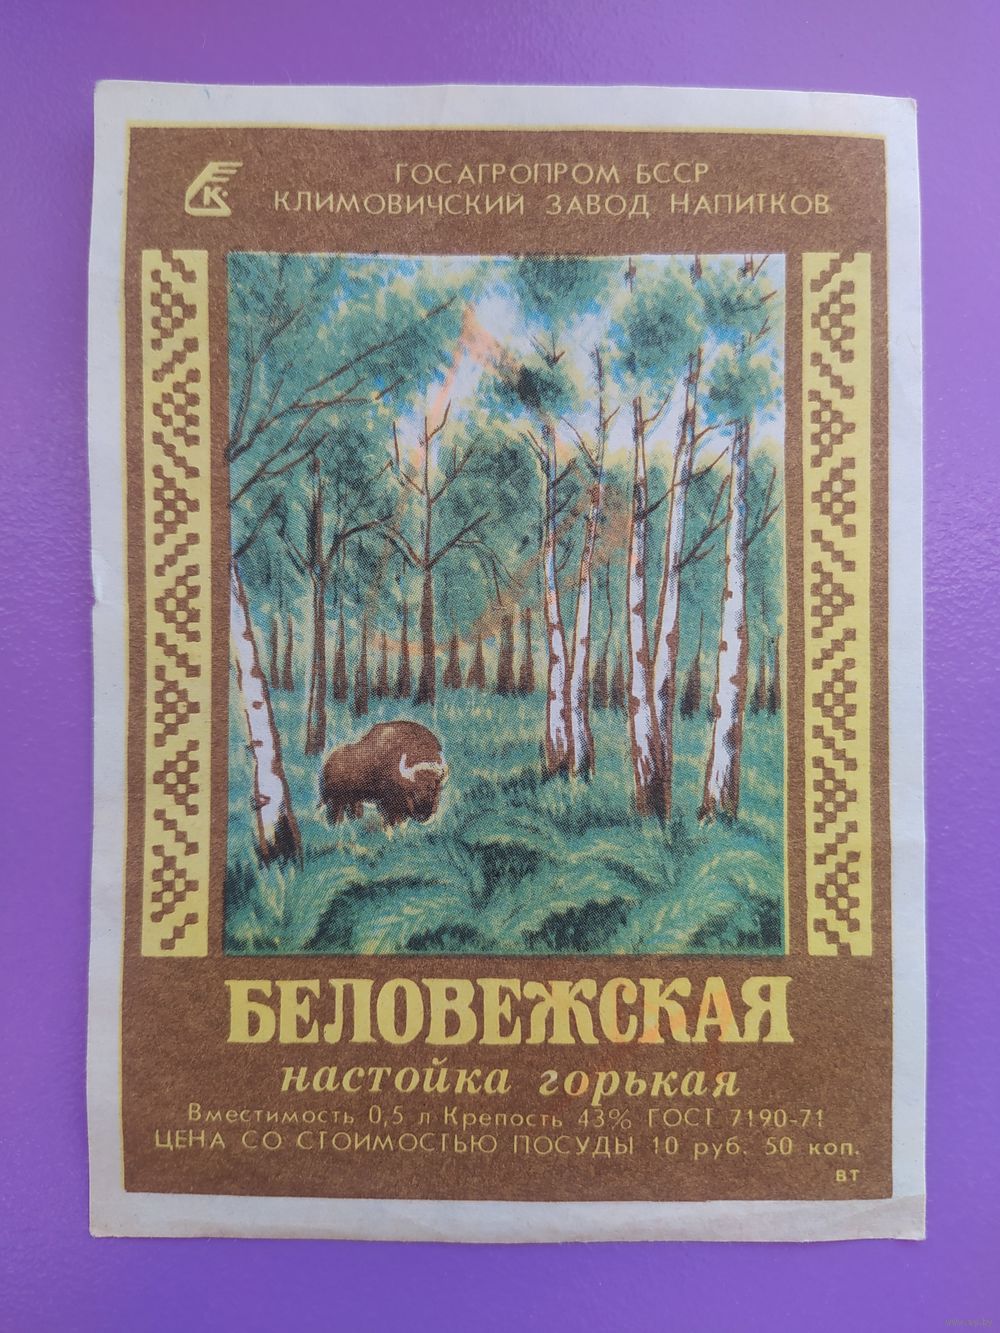 К
ГОСАГРОПРОМ БССР
КЛИМОВИЧСКИЙ ЗАВОД НАПИТКОВ
БЕЛОВЕЖСКАЯ
настойка горькая
Вместимость 0,5 л Крепость 43% ГОСТ 7190-71
ЦЕНА СО СТОИМОСТЬЮ ПОСУДЫ 10 руб. 50 коп.
вт